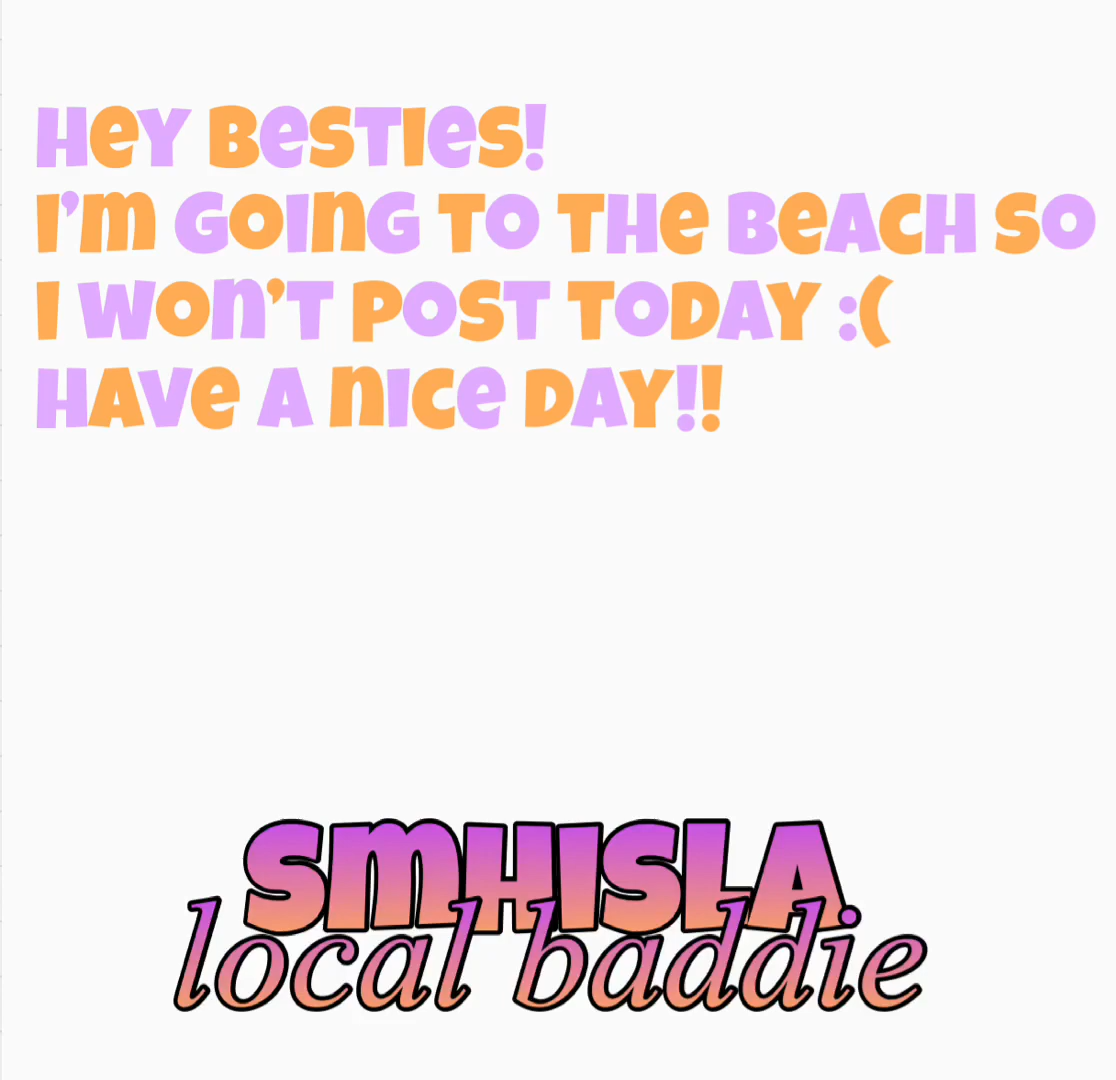 Hey Besties!
I'm going to the beach so
I won't post today :(
Have a nice day!!
SMHISLA
local baddie